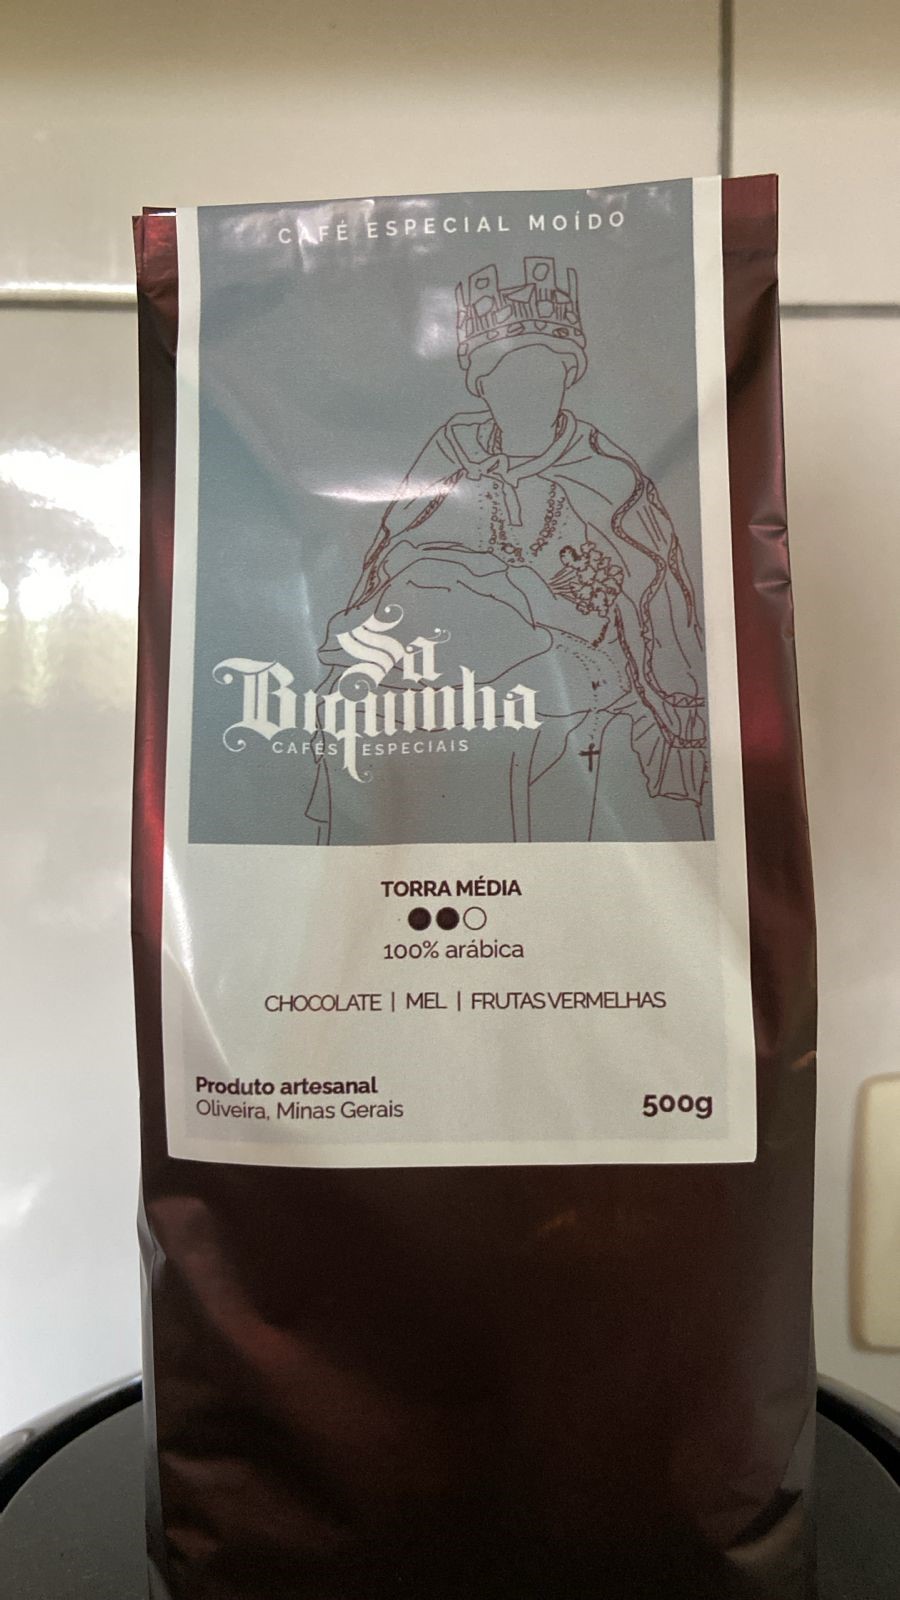 CAFÉ ESPECIAL MOÍDO
Sa
Biquinha
CAFÉS ESPECIAIS
TORRA MÉDIA
100% arábica
CHOCOLATE | MEL | FRUTAS VERMELHAS
Produto artesanal
Oliveira, Minas Gerais
500g